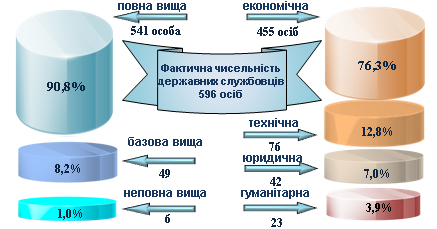 повна вища
541 особа
економічна
455 осіб
90,8%
Фактична чисельність
державних службовців
596 осіб
76,3%
технічна
76
12,8%
базова вища
49
8,2%
юридична
42
7,0%
неповна вища
6
1,0%
гуманітарна
23
3,9%